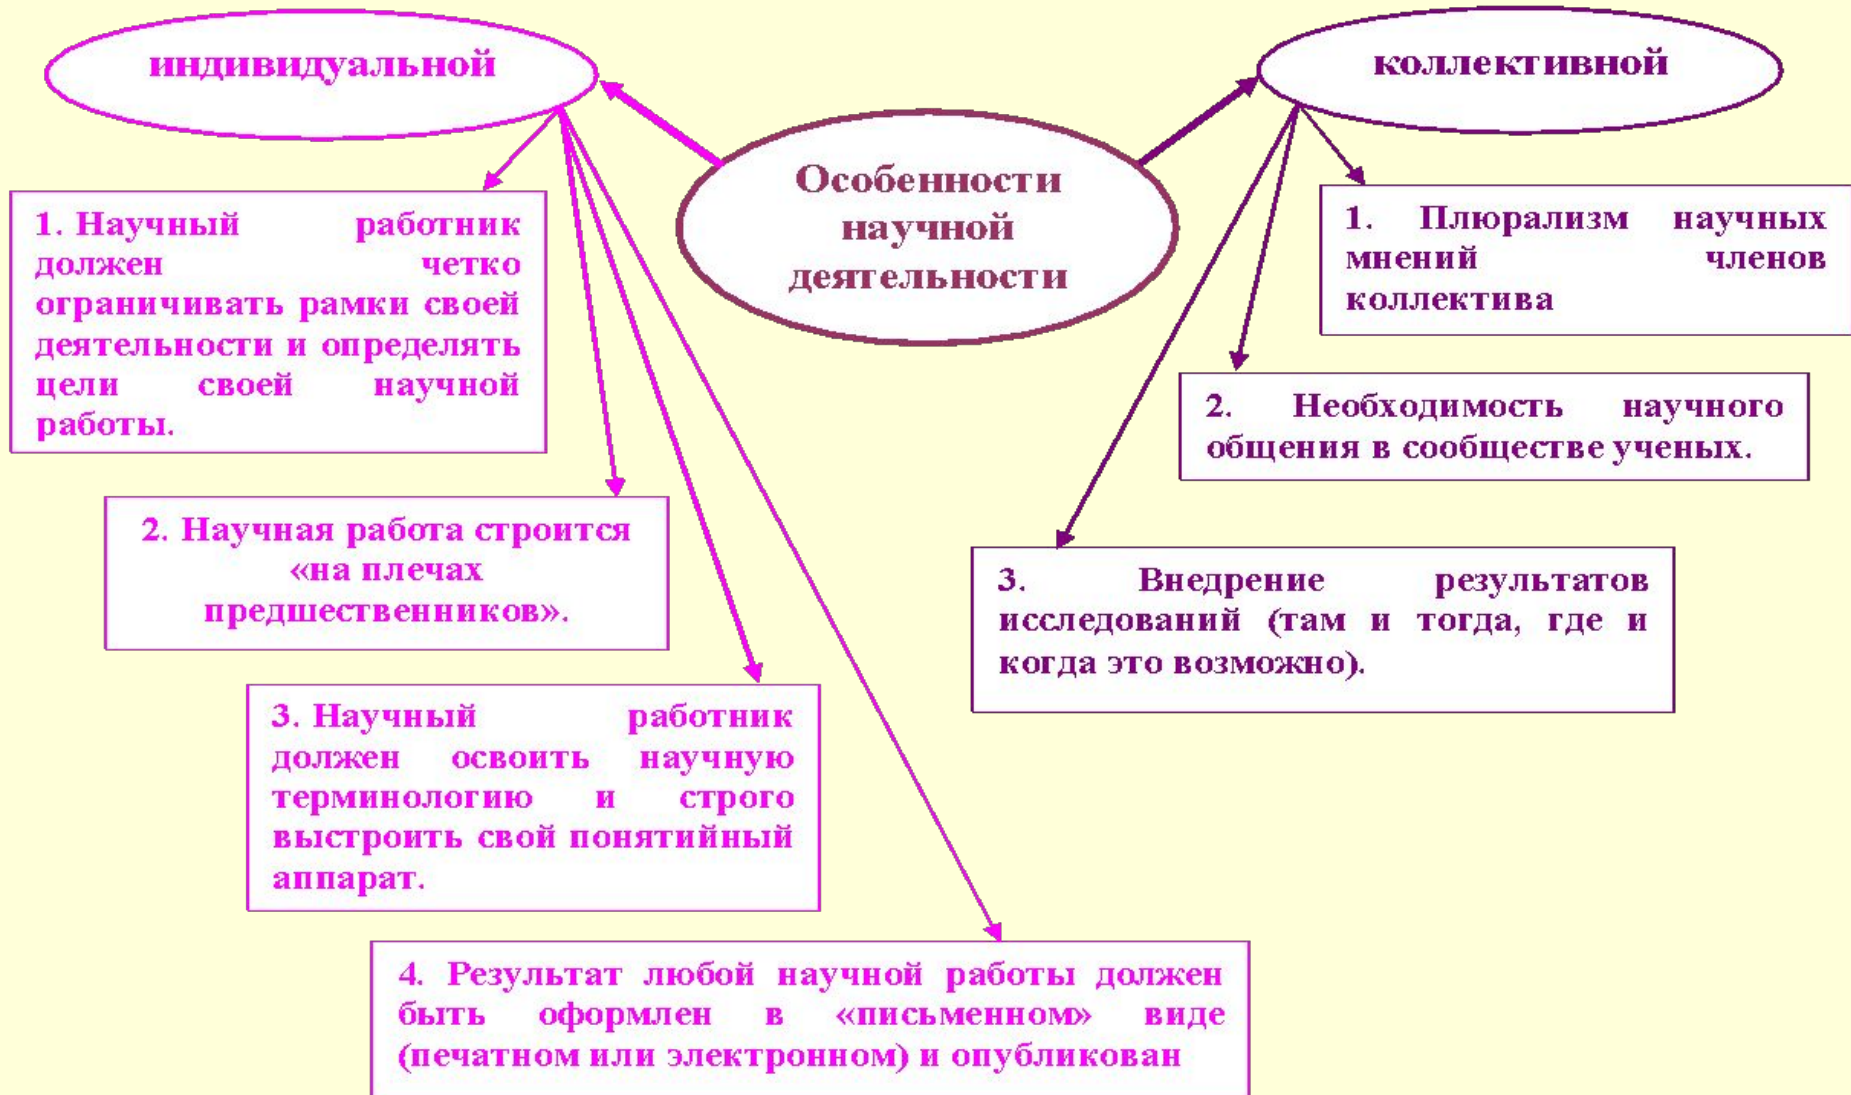 индивидуальной
коллективной
Особенности
научной
деятельности
1. Научный работник
должен четко
ограничивать рамки своей
деятельности и определять
цели своей научной
работы.
2. Научная работа строится
«на плечах
предшественников».
3. Научный работник
должен освоить научную
терминологию и строго
выстроить свой понятийный
аппарат.
4. Результат любой научной работы должен
быть оформлен в «письменном» виде
(печатном или электронном) и опубликован
1. Плюрализм научных
мнений членов
коллектива
2. Необходимость научного
общения в сообществе ученых.
3. Внедрение результатов
исследований (там и тогда, где и
когда это возможно).